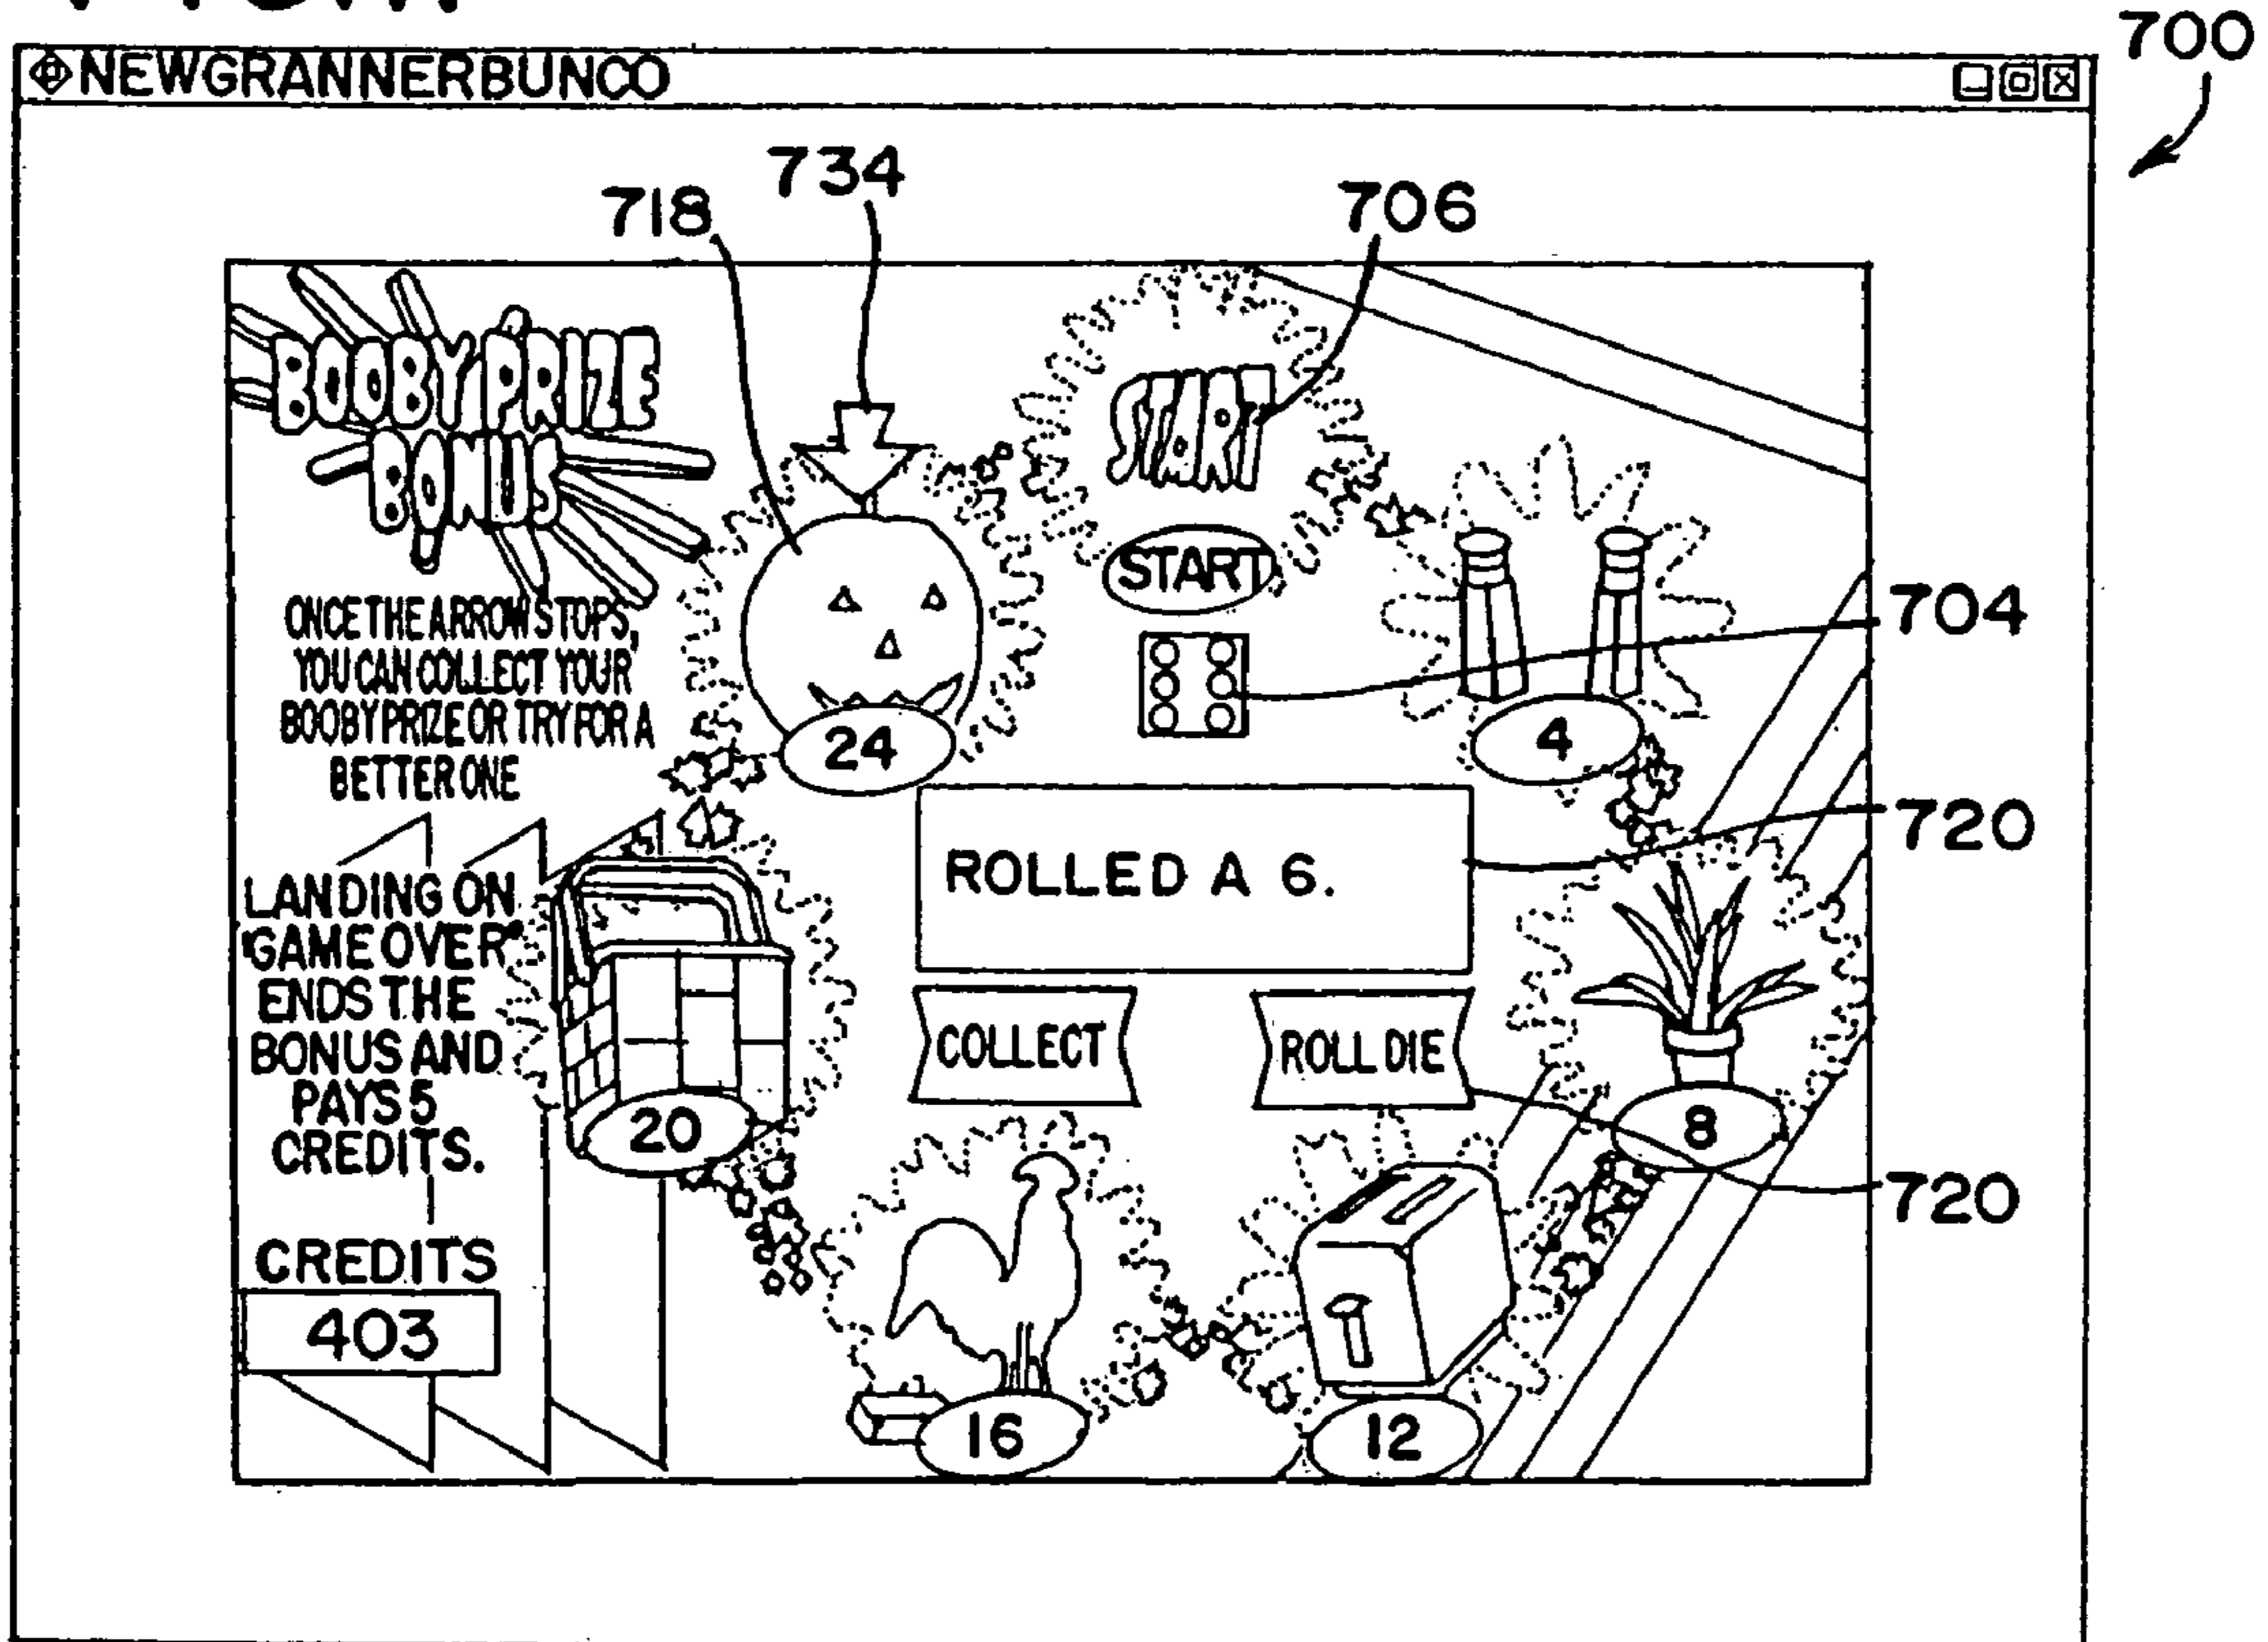 700
NEWGRANNERBUNCO
734
718
706
BOOBY PRIZE
BONUS
START
START
ONCE THE ARROW STOPS,
YOU CAN COLLECT YOUR
BOOBY PRIZE OR TRY FOR A
BETTER ONE
704
24
4
720
ROLLED A 6.
LANDING ON
"GAME OVER"
ENDS THE
BONUS AND
PAYS 5
CREDITS.
COLLECT
ROLL DIE
20
8
720
CREDITS
403
16
12